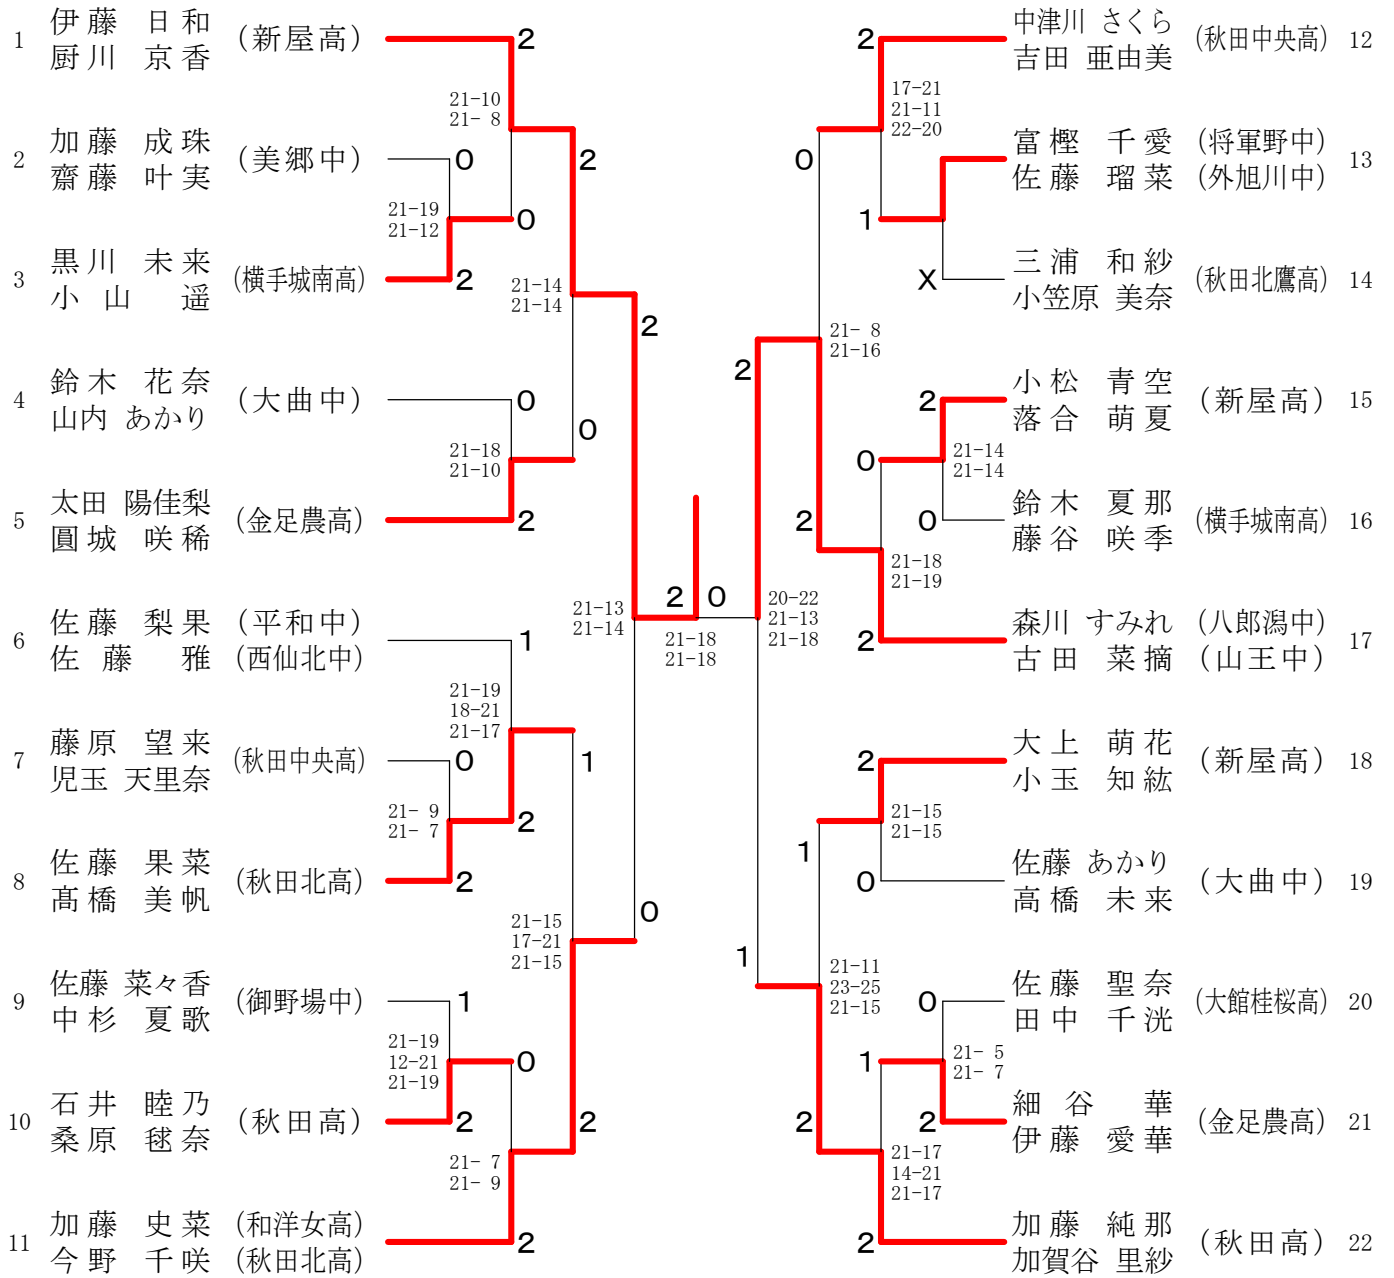 1 伊藤 日和 (新屋高)
厨川 京香
2
21-10
21- 8
2 加藤 成珠 (美郷中)
齋藤 叶実
0
2
21-19
21-12
0
3 黒川 未来 (横手城南高)
小山 遥
2
21-14
21-14
2
4 鈴木 花奈 (大曲中)
山内 あかり
0
0
21-18
21-10
5 太田 陽佳梨 (金足農高)
圓城 咲稀
2
21-13
21-14
6 佐藤 梨果 (平和中)
佐藤 雅 (西仙北中)
1
21-19
18-21
21-17
7 藤原 望来 (秋田中央高)
児玉 天里奈
0
1
21- 9
21- 7
2
8 佐藤 果菜 (秋田北高)
髙橋 美帆
2
0
21-15
17-21
21-15
9 佐藤 菜々香 (御野場中)
中杉 夏歌
1
21-19
12-21
21-19
0
10 石井 睦乃 (秋田高)
桑原 毬奈
2
2
21- 7
21- 9
11 加藤 史菜 (和洋女高)
今野 千咲 (秋田北高)
2
2 0
21-18
21-18
中津川 さくら (秋田中央高) 12
吉田 亜由美
2
17-21
21-11
22-20
富樫 千愛 (将軍野中) 13
佐藤 瑠菜 (外旭川中)
0
1
三浦 和紗 (秋田北鷹高) 14
小笠原 美奈
X
21- 8
21-16
2
小松 青空 (新屋高) 15
落合 萌夏
2
21-14
21-14
0
鈴木 夏那 (横手城南高) 16
藤谷 咲季
0
2
21-18
21-19
20-22
21-13
21-18
森川 すみれ (八郎潟中) 17
古田 菜摘 (山王中)
2
大上 萌花 (新屋高) 18
小玉 知紘
2
21-15
21-15
1
佐藤 あかり (大曲中) 19
高橋 未来
0
1
21-11
23-25
21-15
佐藤 聖奈 (大館桂桜高) 20
田中 千洸
0
21- 5
21- 7
1
細谷 華 (金足農高) 21
伊藤 愛華
2
2
21-17
14-21
21-17
加藤 純那 (秋田高) 22
加賀谷 里紗
2